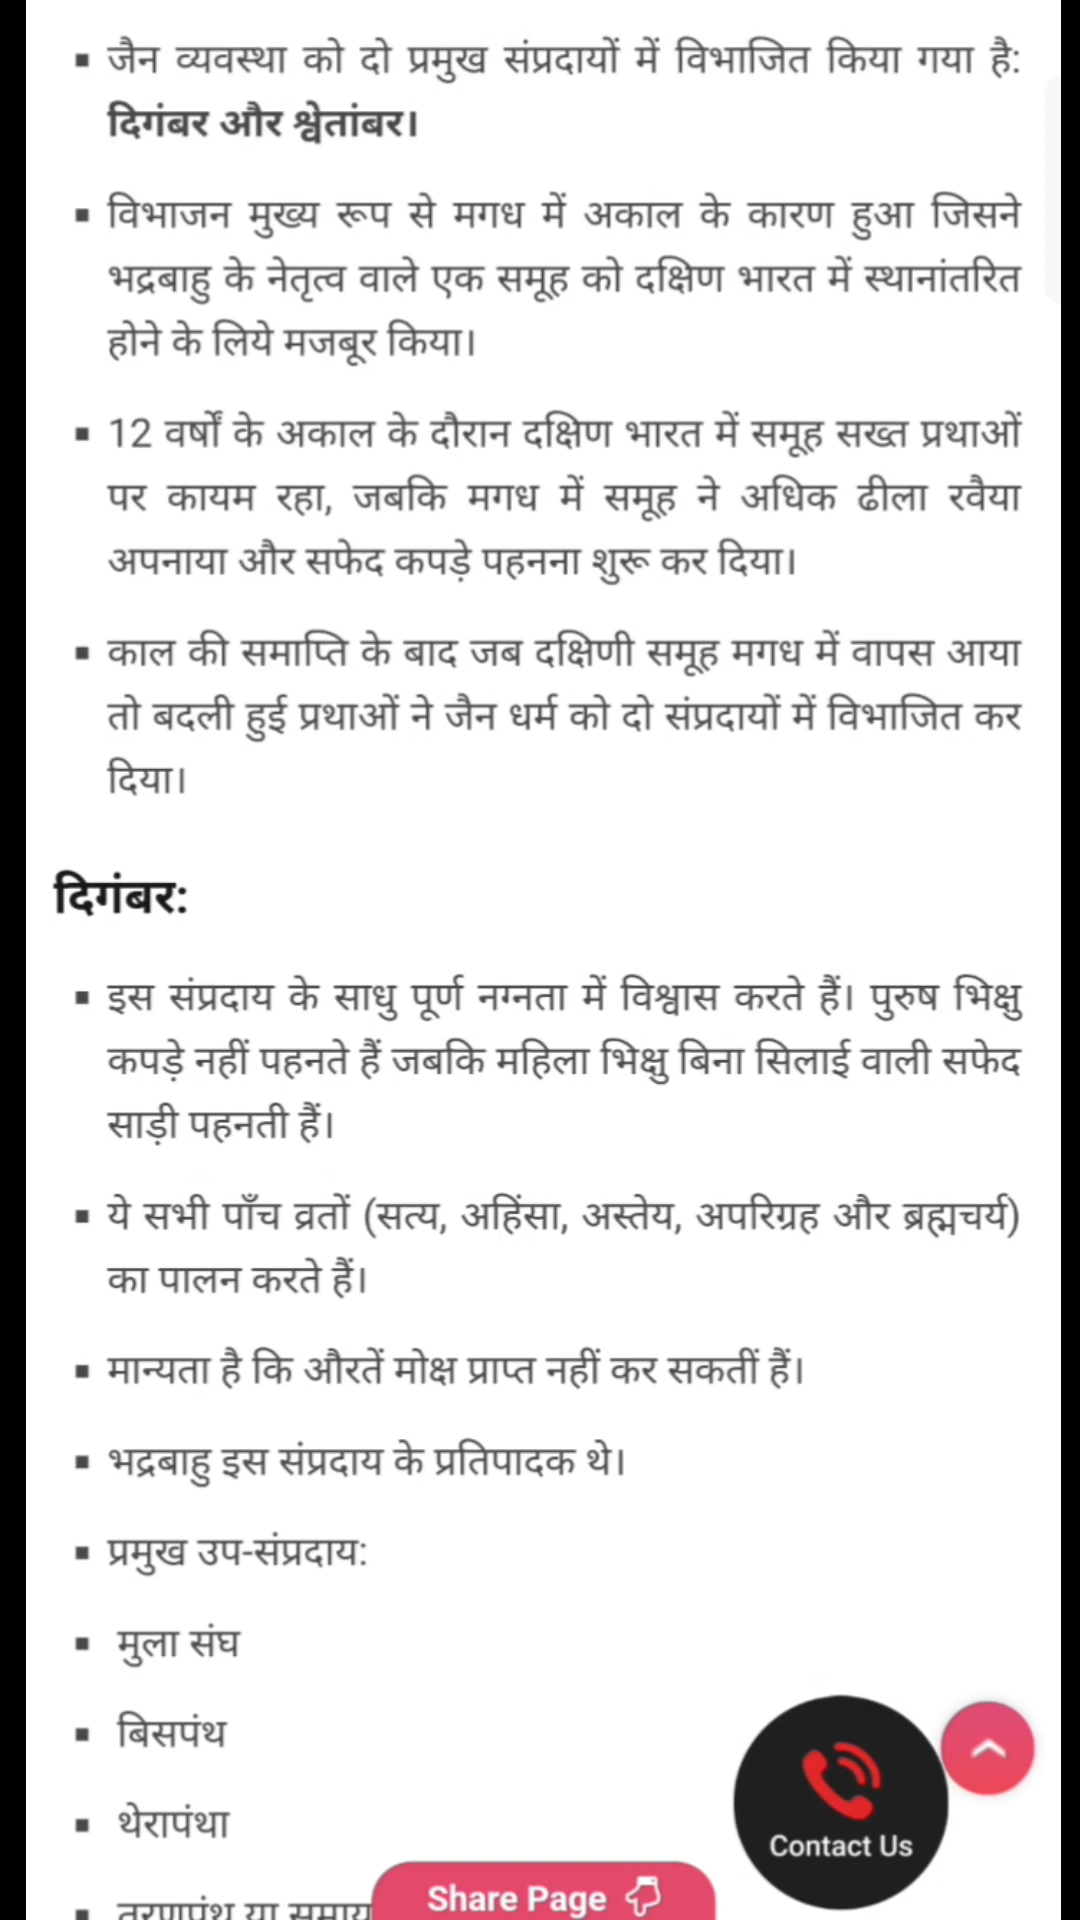 ▪ जैन व्यवस्था को दो प्रमुख संप्रदायों में विभाजित किया गया है:
दिगंबर और श्वेतांबर।
▪ विभाजन मुख्य रूप से मगध में अकाल के कारण हुआ जिसने
भद्रबाहु के नेतृत्व वाले एक समूह को दक्षिण भारत में स्थानांतरित
होने के लिये मजबूर किया।
▪ 12 वर्षों के अकाल के दौरान दक्षिण भारत में समूह सख्त प्रथाओं
पर कायम रहा, जबकि मगध में समूह ने अधिक ढीला रवैया
अपनाया और सफेद कपड़े पहनना शुरू कर दिया।
▪ काल की समाप्ति के बाद जब दक्षिणी समूह मगध में वापस आया
तो बदली हुई प्रथाओं ने जैन धर्म को दो संप्रदायों में विभाजित कर
दिया।
दिगंबर:
▪ इस संप्रदाय के साधु पूर्ण नग्नता में विश्वास करते हैं। पुरुष भिक्षु
कपड़े नहीं पहनते हैं जबकि महिला भिक्षु बिना सिलाई वाली सफेद
साड़ी पहनती हैं।
▪ ये सभी पाँच व्रतों (सत्य, अहिंसा, अस्तेय, अपरिग्रह और ब्रह्मचर्य)
का पालन करते हैं।
▪ मान्यता है कि औरतें मोक्ष प्राप्त नहीं कर सकतीं हैं।
▪ भद्रबाहु इस संप्रदाय के प्रतिपादक थे।
▪ प्रमुख उप-संप्रदाय:
▪ मुला संघ
▪ बिसपंथ
▪ थेरापंथा
Contact Us
▪ तरणपंथ या
Share Page